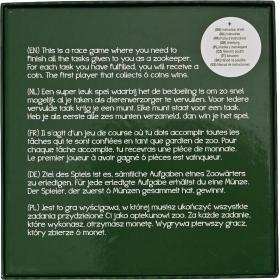 (EN) This is a race game where you need to
finish all the tasks given to you as a zookeeper.
For each task you have fulfilled, you will receive
a coin. The first player that collects 6 coins wins.
(NL) Een super leuk spel waarbij het de bedoeling is om zo snel
mogelijk al je taken als dierenverzorger te vervullen. Voor iedere
vervulde taak krijg je een munt. Elke munt staat voor een taak.
Heb je als eerste alle zes munten verzameld, dan win je het spel.
(FR) Il s'agit d'un jeu de course où tu dois accomplir toutes les
tâches qui te sont confiées en tant que gardien de zoo. Pour
chaque tâche accomplie, tu recevras une pièce de monnaie.
Le premier joueur à avoir gagné 6 pièces est vainqueur.
(DE) Ziel des Spiels ist es, sämtliche Aufgaben eines Zoowärters
zu erledigen. Für jede erledigte Aufgabe erhältst du eine Münze.
Der Spieler, der zuerst 6 Münzen gesammelt hat, gewinnt.
(PL) Jest to gra wyścigowa, w której musisz ukończyć wszystkie
zadania przydzielone Ci jako opiekunowi zoo. Za każde zadanie,
które wykonasz, otrzymasz monetę. Wygrywa pierwszy gracz,
który zbierze 6 monet.